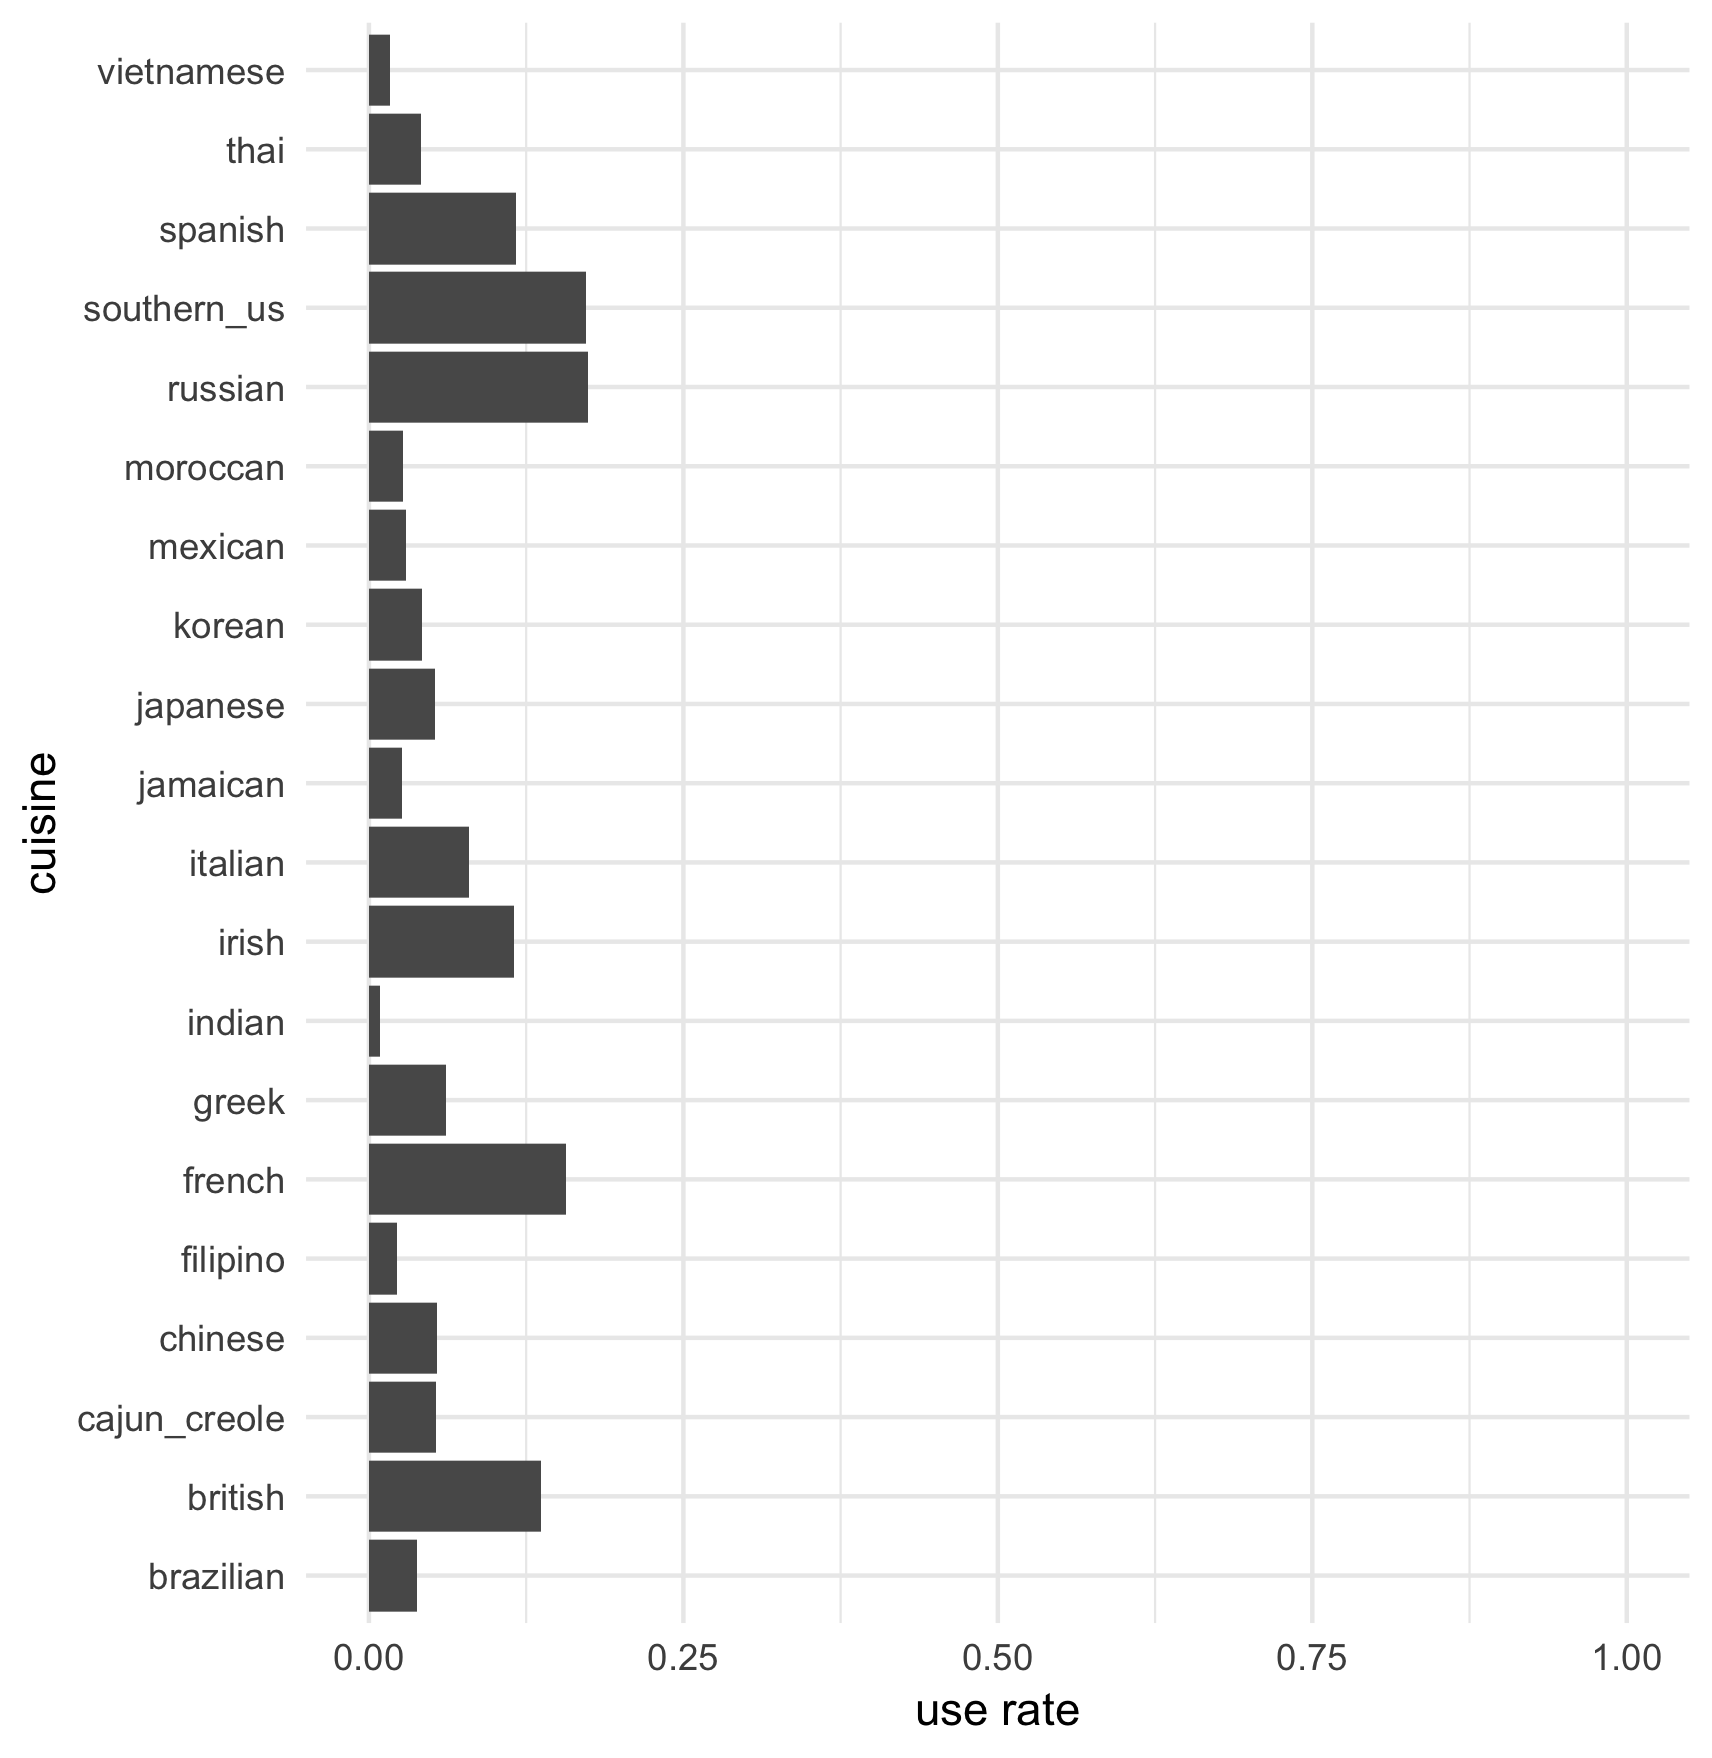 vietnamese
thai
spanish
southern_us
russian
moroccan
mexican
korean
japanese
jamaican
italian
irish
indian
greek
french
filipino
chinese
cajun_creole
british
brazilian
cuisine
0.00 0.25 0.50 0.75 1.00
use rate